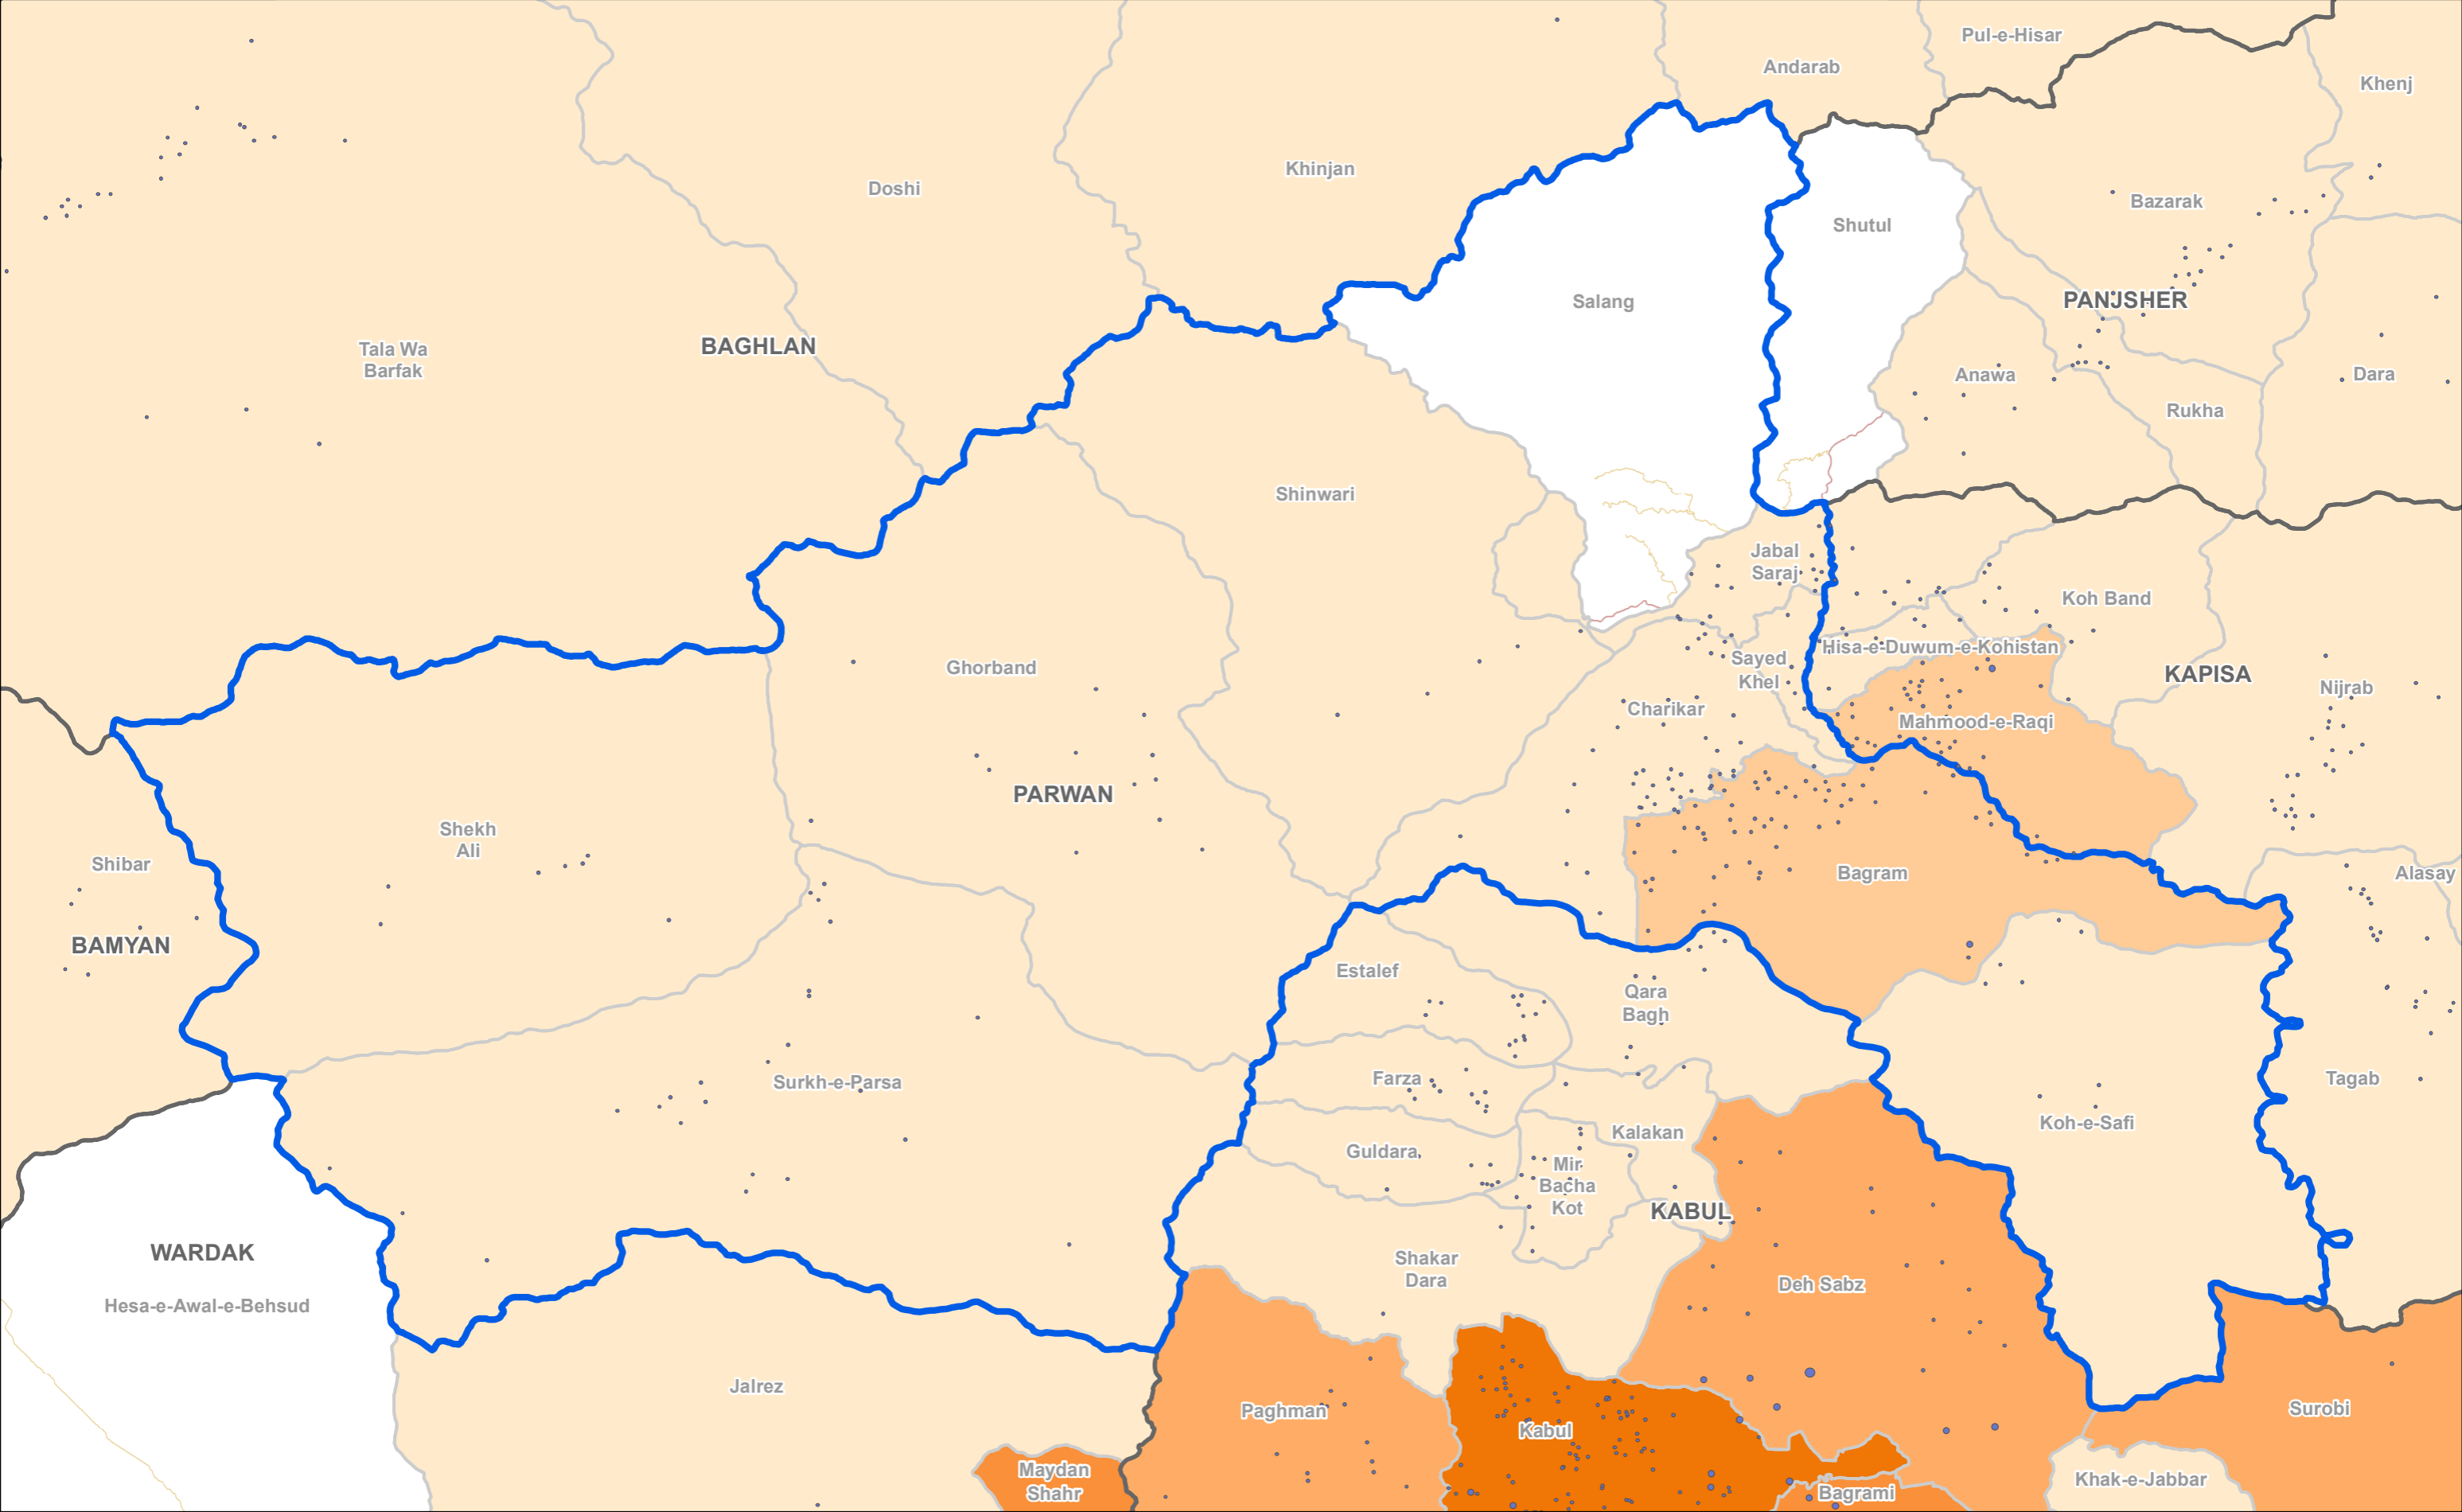 Pul-e-Hisar
Andarab
Khenj
Khinjan
Doshi
Bazarak
Shutul
Salang
PANJSHER
BAGHLAN
Tala Wa
Barfak
Anawa
Dara
Rukha
Shinwari
Jabal
Saraj
Koh Band
Hisa-e-Duwum-e-Kohistan
Sayed
Khel
Ghorband
KAPISA
Nijrab
Charikar
Mahmood-e-Raqi
PARWAN
Shekh
Ali
Shibar
Bagram
Alasay
BAMYAN
Estalef
Qara
Bagh
Farza
Surkh-e-Parsa
Tagab
Koh-e-Safi
Kalakan
Guldara
Mir
Bacha
Kot
KABUL
WARDAK
Shakar
Dara
Deh Sabz
Hesa-e-Awal-e-Behsud
Jalrez
Paghman
Surobi
Kabul
Maydan
Shahr
Khak-e-Jabbar
Bagrami